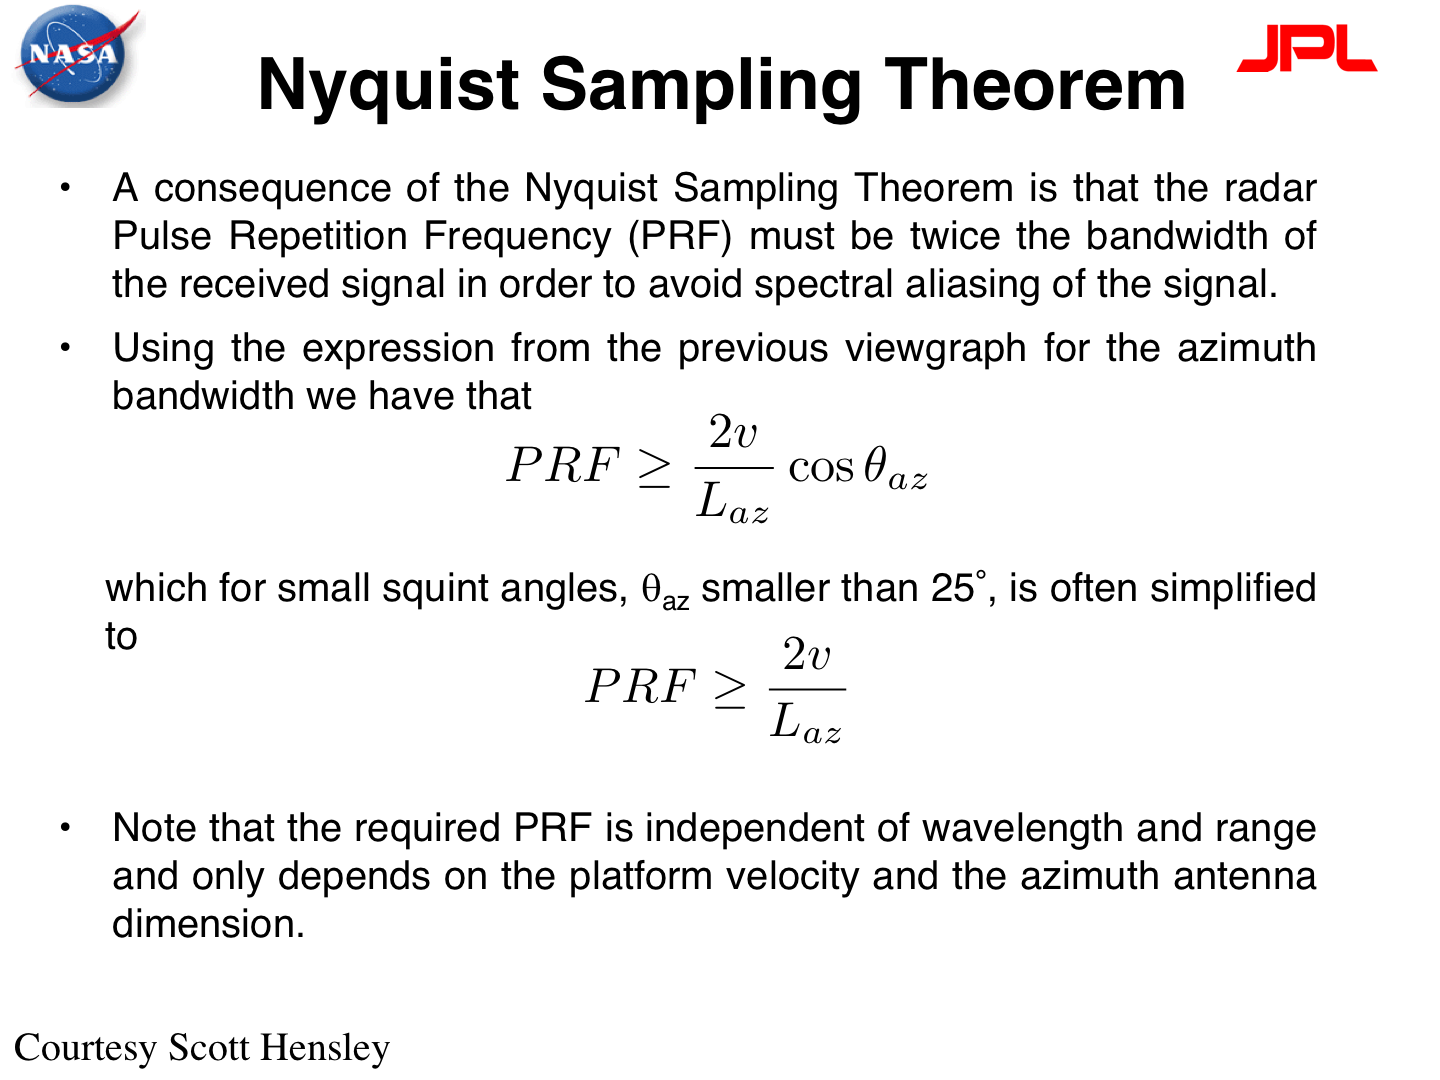 NASA
JPL
Nyquist Sampling Theorem
• A consequence of the Nyquist Sampling Theorem is that the radar
Pulse Repetition Frequency (PRF) must be twice the bandwidth of
the received signal in order to avoid spectral aliasing of the signal.
• Using the expression from the previous viewgraph for the azimuth
bandwidth we have that
$PRF \geq \frac{2v}{L_{az}} \cos \theta_{az}$
which for small squint angles, θ_az smaller than 25˚, is often simplified
to
$PRF \geq \frac{2v}{L_{az}}$
• Note that the required PRF is independent of wavelength and range
and only depends on the platform velocity and the azimuth antenna
dimension.
Courtesy Scott Hensley